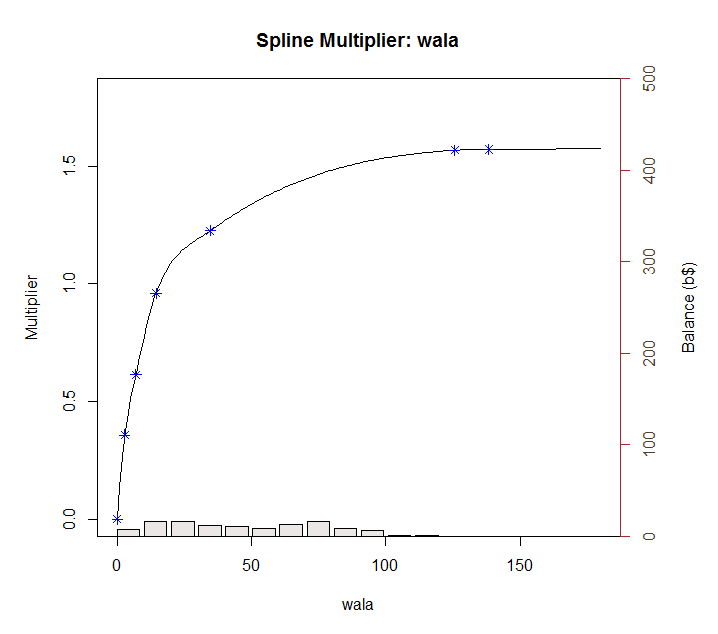 Spline Multiplier: wala
Multiplier
0.0 0.5 1.0 1.5
0 50 100 150
wala
0 100 200 300 400 500
Balance (b$)